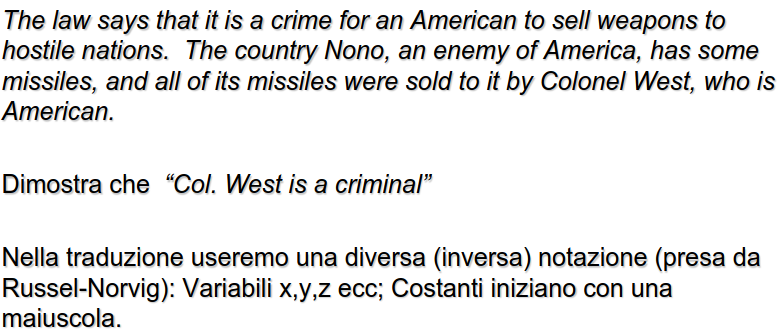 The law says that it is a crime for an American to sell weapons to
hostile nations.  The country Nono, an enemy of America, has some
missiles, and all of its missiles were sold to it by Colonel West, who is
American.
Dimostra che  “Col. West is a criminal”
Nella traduzione useremo una diversa (inversa) notazione (presa da
Russel-Norvig): Variabili x,y,z ecc; Costanti iniziano con una
maiuscola.